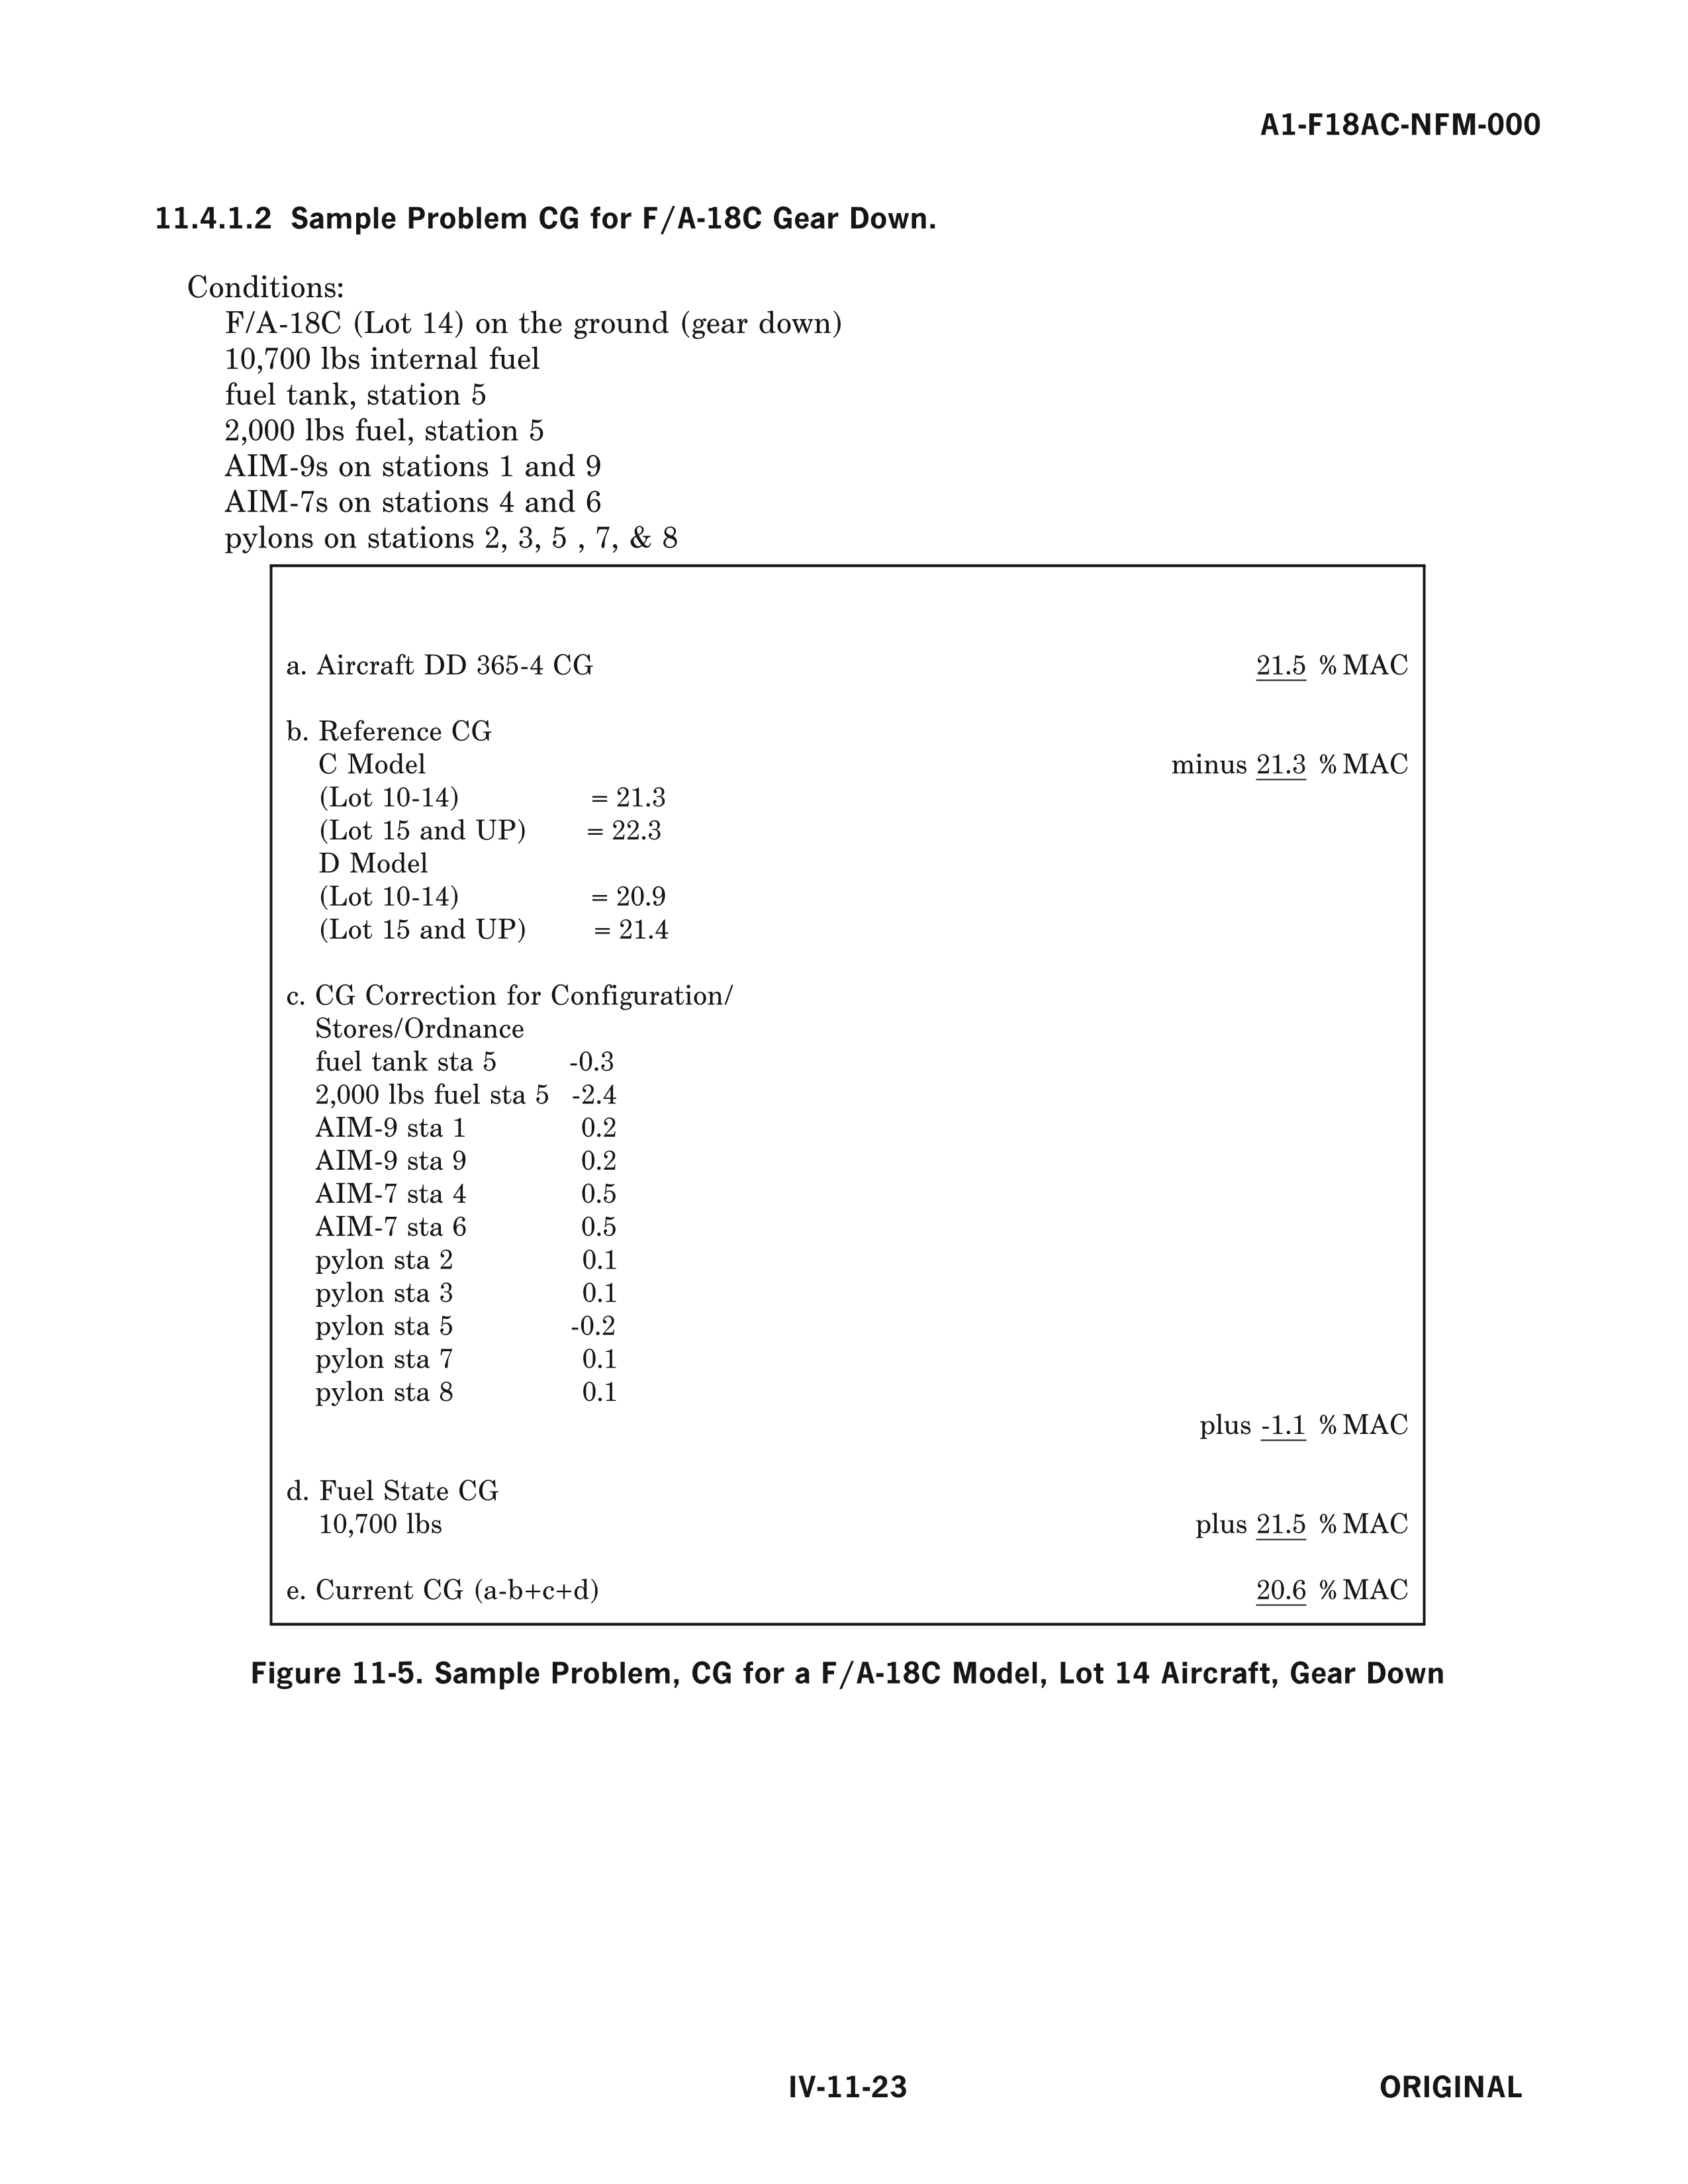 A1-F18AC-NFM-000
11.4.1.2 Sample Problem CG for F/A-18C Gear Down.
Conditions:
F/A-18C (Lot 14) on the ground (gear down)
10,700 lbs internal fuel
fuel tank, station 5
2,000 lbs fuel, station 5
AIM-9s on stations 1 and 9
AIM-7s on stations 4 and 6
pylons on stations 2, 3, 5 , 7, & 8
a. Aircraft DD 365-4 CG 21.5 % MAC
b. Reference CG
C Model minus 21.3 % MAC
(Lot 10-14) = 21.3
(Lot 15 and UP) = 22.3
D Model
(Lot 10-14) = 20.9
(Lot 15 and UP) = 21.4
c. CG Correction for Configuration/
Stores/Ordnance
fuel tank sta 5 -0.3
2,000 lbs fuel sta 5 -2.4
AIM-9 sta 1 0.2
AIM-9 sta 9 0.2
AIM-7 sta 4 0.5
AIM-7 sta 6 0.5
pylon sta 2 0.1
pylon sta 3 0.1
pylon sta 5 -0.2
pylon sta 7 0.1
pylon sta 8 0.1
plus -1.1 % MAC
d. Fuel State CG
10,700 lbs plus 21.5 % MAC
e. Current CG (a-b+c+d) 20.6 % MAC
Figure 11-5. Sample Problem, CG for a F/A-18C Model, Lot 14 Aircraft, Gear Down
IV-11-23 ORIGINAL